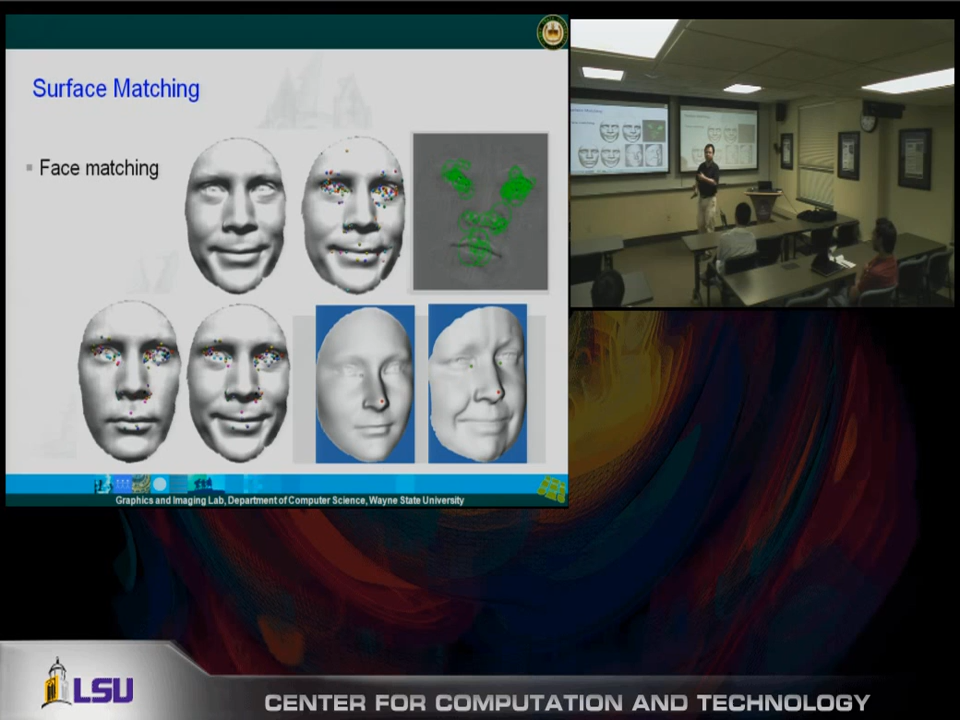 Surface Matching
Face matching
Graphics and Imaging Lab, Department of Computer Science, Wayne State University
LSU
CENTER FOR COMPUTATION AND TECHNOLOGY